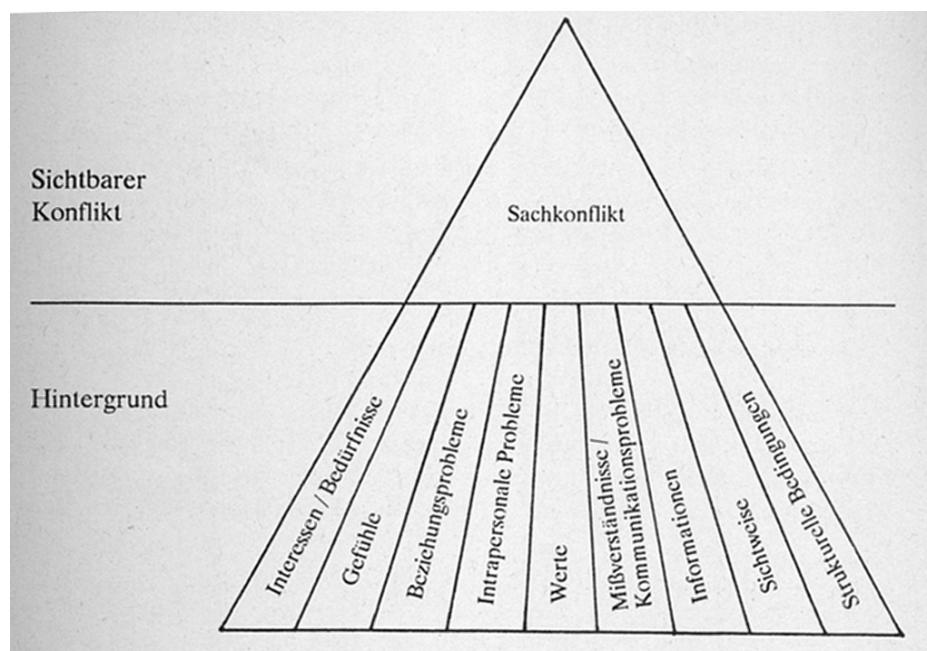 Sichtbarer
Konflikt
Sachkonflikt
Hintergrund
Interessen / Bedürfnisse
Gefühle
Beziehungsprobleme
Intrapersonale Probleme
Werte
Mißverständnisse /
Kommunikationsprobleme
Informationen
Sichtweise
Strukturelle Bedingungen